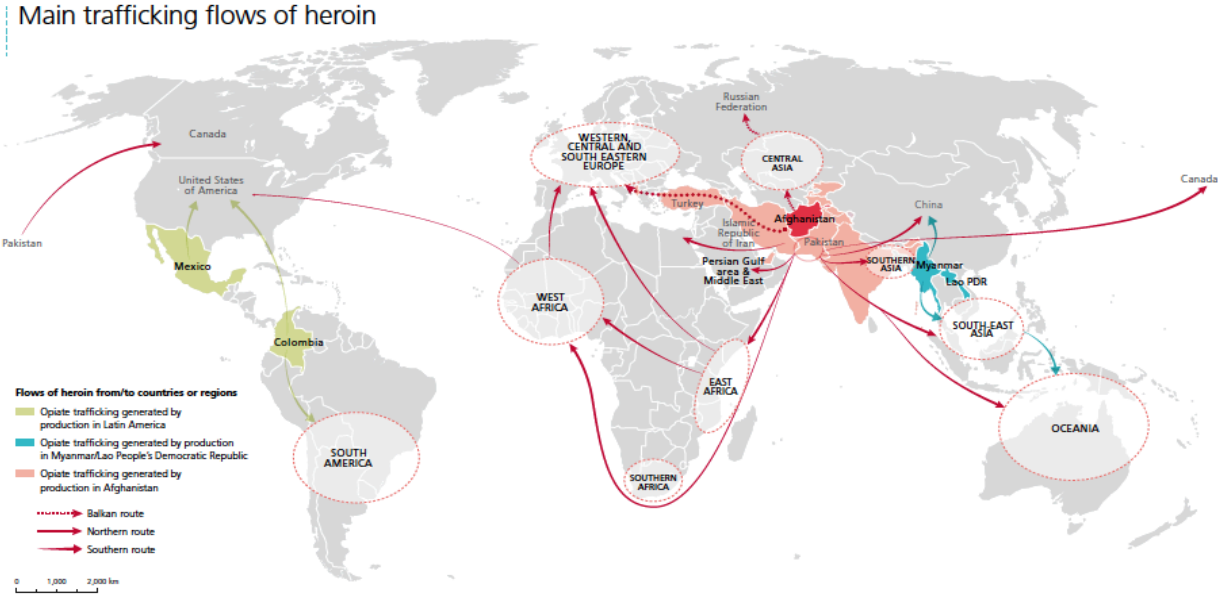 Main trafficking flows of heroin
Russian
Federation
Canada
WESTERN,
CENTRAL AND
SOUTH EASTERN
EUROPE
CENTRAL
ASIA
United States
of America
Canada
Turkey
China
Afghanistan
Islamic
Republic
of Iran
Pakistan
Pakistan
Mexico
Persian Gulf
area &
Middle East
SOUTHERN
ASIA
Myanmar
Lao PDR
WEST
AFRICA
SOUTH-EAST
ASIA
Colombia
EAST
AFRICA
OCEANIA
SOUTH
AMERICA
SOUTHERN
AFRICA
Flows of heroin from/to countries or regions
Opiate trafficking generated by
production in Latin America
Opiate trafficking generated by production
in Myanmar/Lao People's Democratic Republic
Opiate trafficking generated by
production in Afghanistan
Balkan route
Northern route
Southern route
0 1,000 2,000 km